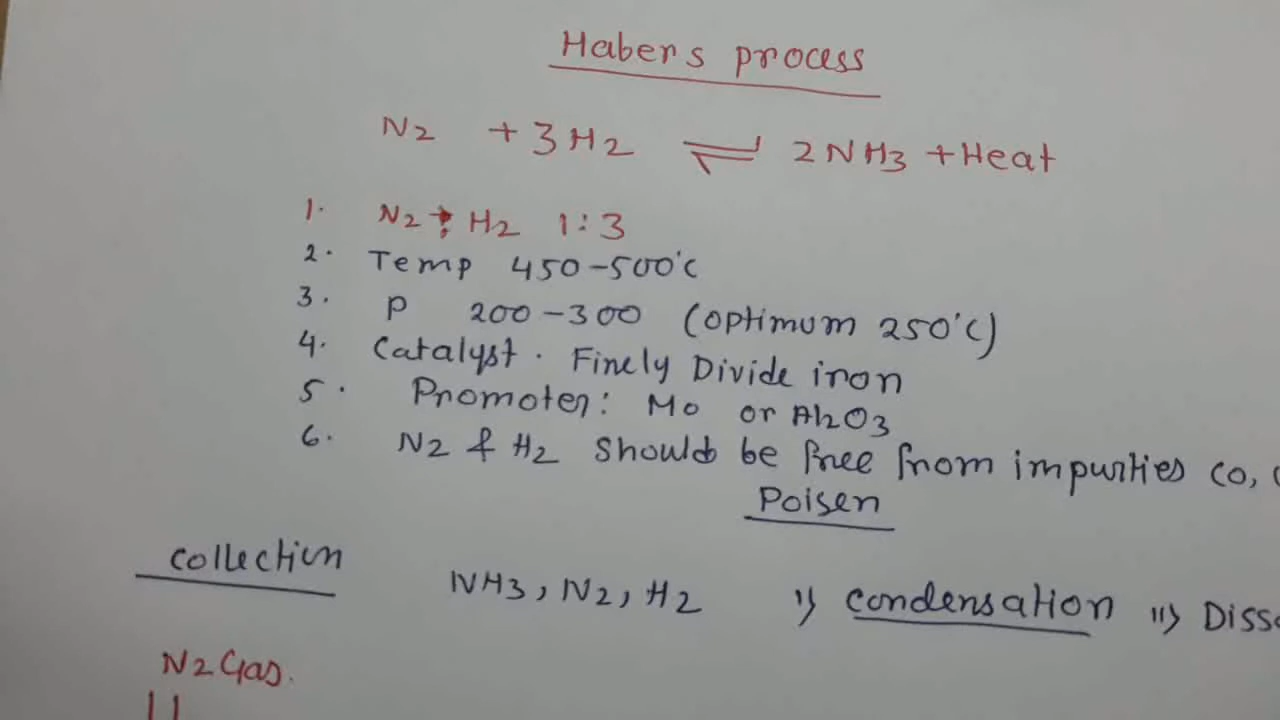 Habers process
N2 + 3H2 ⇌ 2NH3 + Heat
1. N2 : H2 1:3
2. Temp 450-500°C
3. P 200-300 (optimum 250°C)
4. Catalyst. Finely Divide iron
5. Promoter: Mo or Al2O3
6. N2 & H2 should be free from impurties CO,
Poisen
Collection
NH3, N2, H2 i) condensation ii)
N2 Gas.